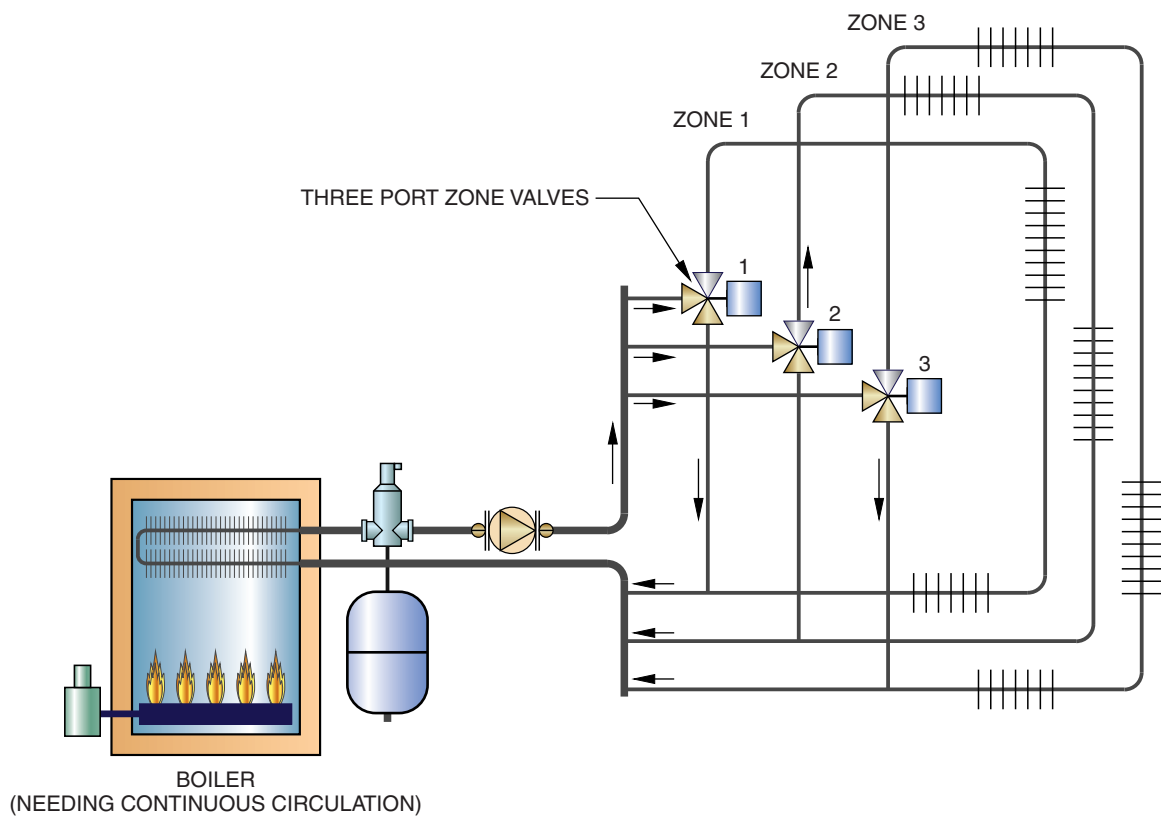 ZONE 3
ZONE 2
ZONE 1
THREE PORT ZONE VALVES
1
2
3
BOILER
(NEEDING CONTINUOUS CIRCULATION)